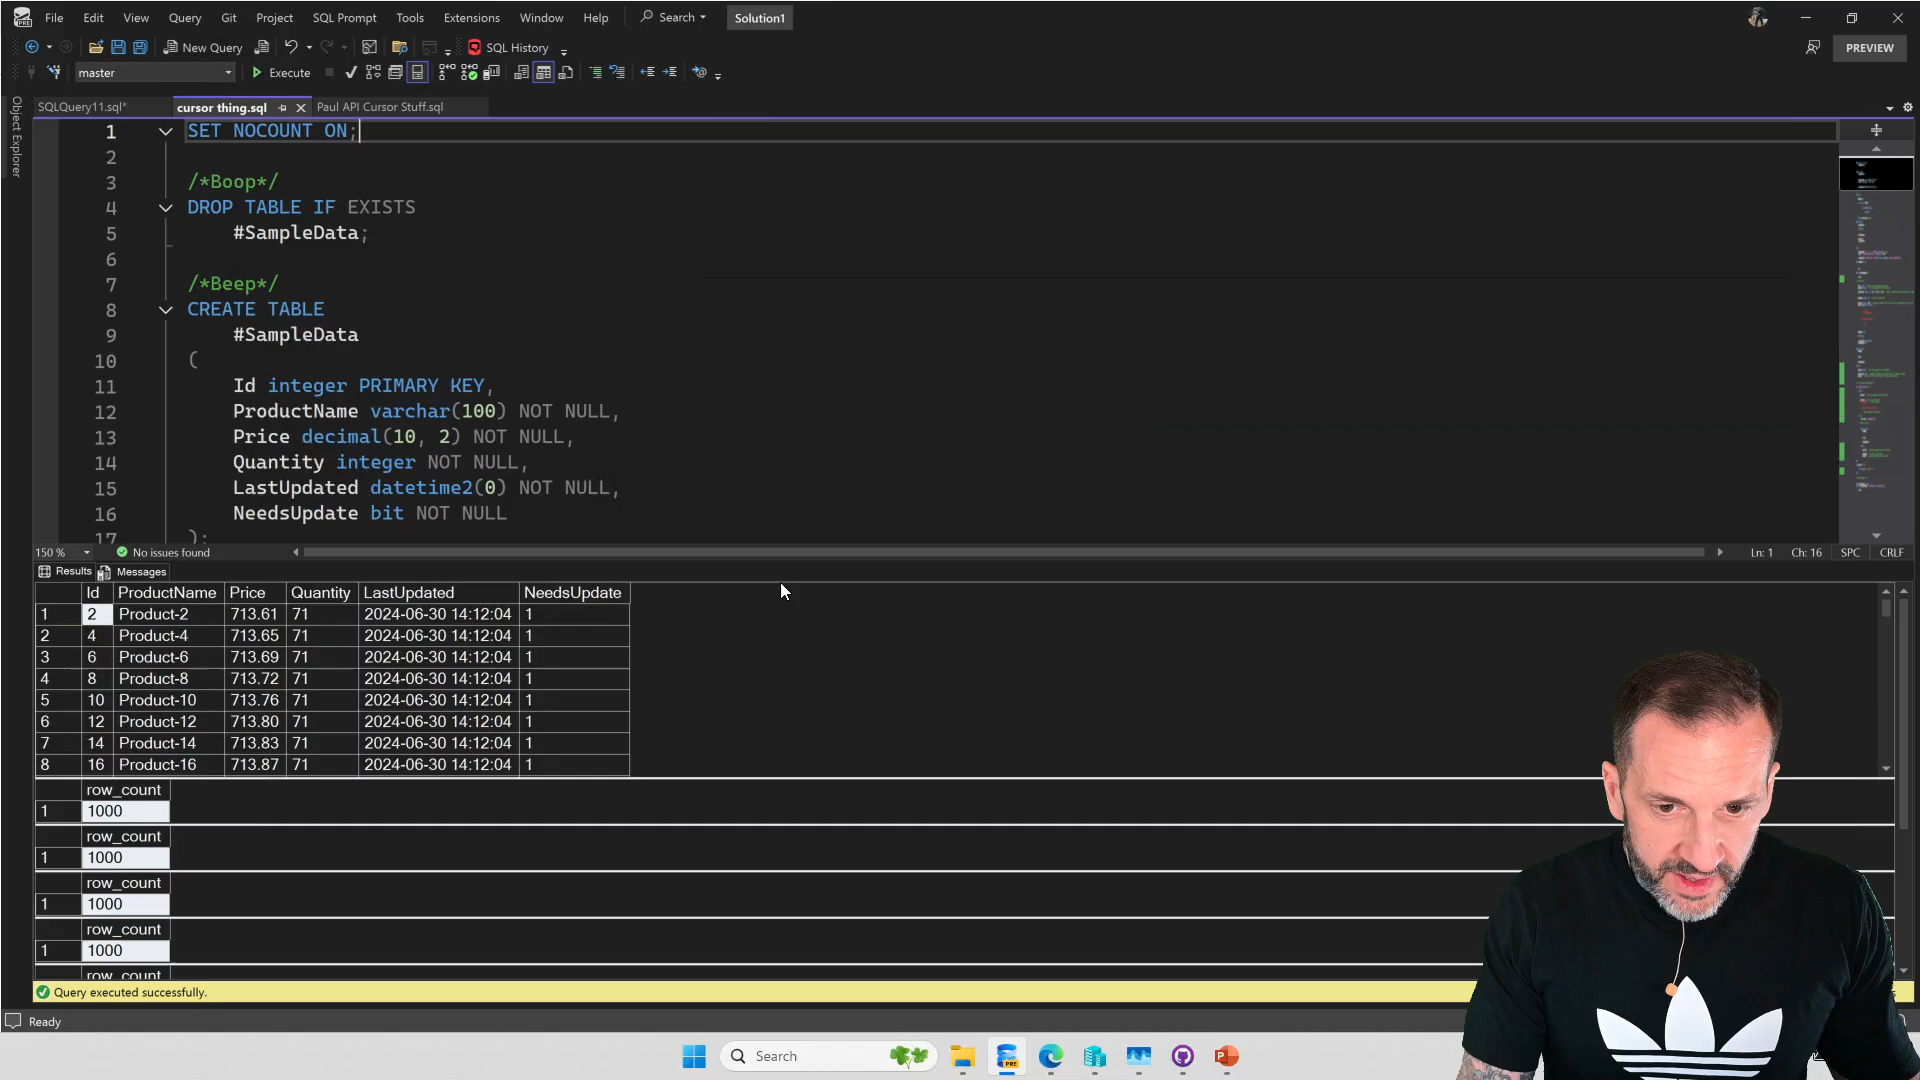 File Edit View Query Git Project SQL Prompt Tools Extensions Window Help Search Solution1
New Query SQL History PREVIEW
master Execute
SQLQuery11.sql* cursor thing.sql Paul API Cursor Stuff.sql
Object Explorer
1 SET NOCOUNT ON;
2
3 /*Boop*/
4 DROP TABLE IF EXISTS
5 #SampleData;
6
7 /*Beep*/
8 CREATE TABLE
9 #SampleData
10 (
11 Id integer PRIMARY KEY,
12 ProductName varchar(100) NOT NULL,
13 Price decimal(10, 2) NOT NULL,
14 Quantity integer NOT NULL,
15 LastUpdated datetime2(0) NOT NULL,
16 NeedsUpdate bit NOT NULL
17 );
150 % No issues found Ln: 1 Ch: 16 SPC CRLF
Results Messages
Id ProductName Price Quantity LastUpdated NeedsUpdate
1 2 Product-2 713.61 71 2024-06-30 14:12:04 1
2 4 Product-4 713.65 71 2024-06-30 14:12:04 1
3 6 Product-6 713.69 71 2024-06-30 14:12:04 1
4 8 Product-8 713.72 71 2024-06-30 14:12:04 1
5 10 Product-10 713.76 71 2024-06-30 14:12:04 1
6 12 Product-12 713.80 71 2024-06-30 14:12:04 1
7 14 Product-14 713.83 71 2024-06-30 14:12:04 1
8 16 Product-16 713.87 71 2024-06-30 14:12:04 1
row_count
1 1000
row_count
1 1000
row_count
1 1000
row_count
1 1000
row_count
Query executed successfully.
Ready
Search
PRE